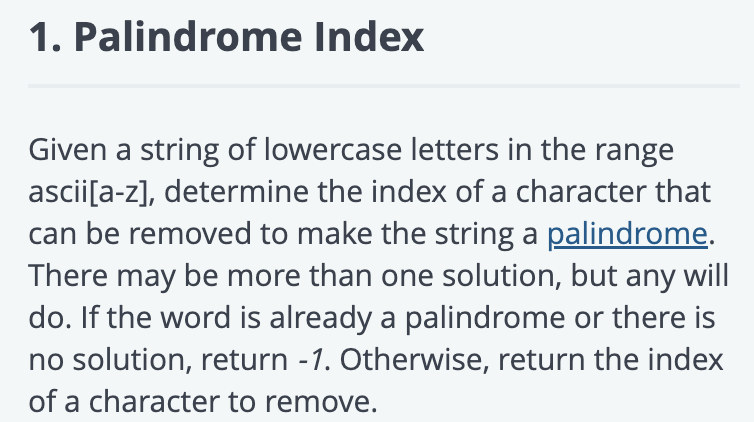 1. Palindrome Index
Given a string of lowercase letters in the range
ascii[a-z], determine the index of a character that
can be removed to make the string a palindrome.
There may be more than one solution, but any will
do. If the word is already a palindrome or there is
no solution, return -1. Otherwise, return the index
of a character to remove.